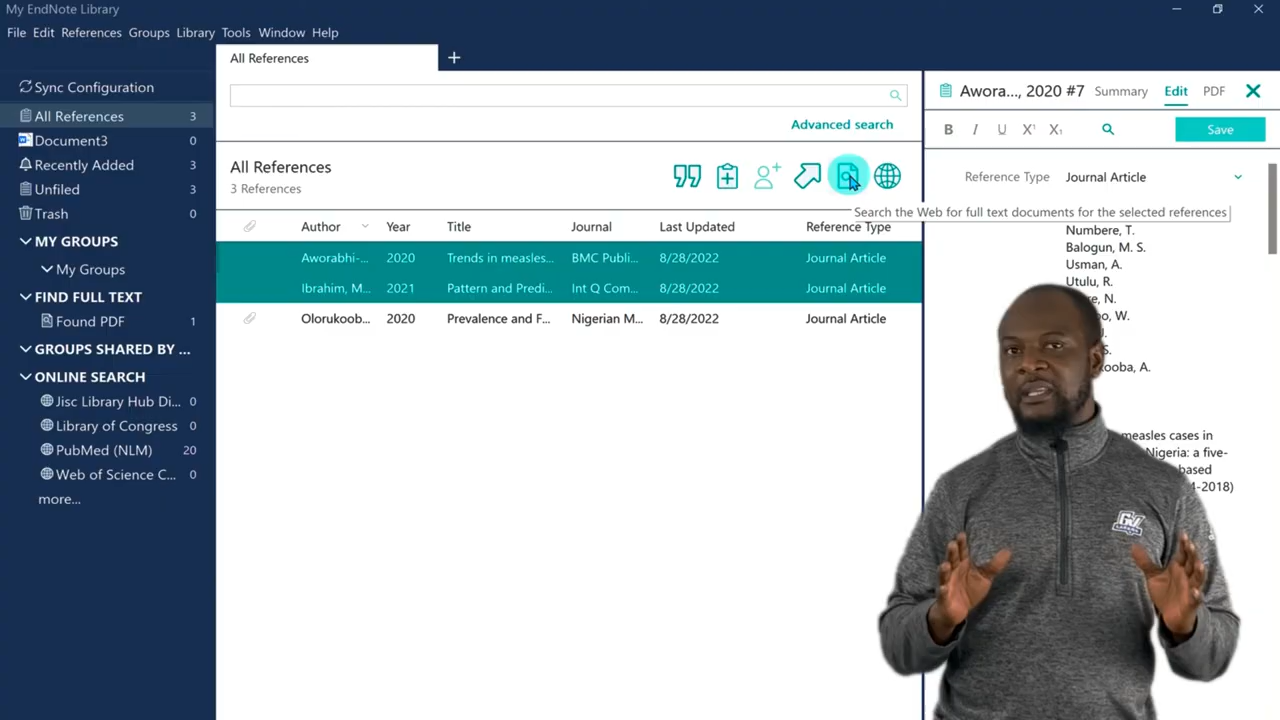 My EndNote Library
File Edit References Groups Library Tools Window Help
Sync Configuration
All References 3
Document3 0
Recently Added 3
Unfiled 3
Trash 0
MY GROUPS
My Groups
FIND FULL TEXT
Found PDF 1
GROUPS SHARED BY ...
ONLINE SEARCH
Jisc Library Hub Di... 0
Library of Congress 0
PubMed (NLM) 20
Web of Science C... 0
more...
All References +
Advanced search
All References
3 References
Search the Web for full text documents for the selected references
Author Year Title Journal Last Updated Reference Type
Aworabhi-... 2020 Trends in measles... BMC Publi... 8/28/2022 Journal Article
Ibrahim, M... 2021 Pattern and Predi... Int Q Com... 8/28/2022 Journal Article
Olorukoob... 2020 Prevalence and F... Nigerian M... 8/28/2022 Journal Article
Awora..., 2020 #7 Summary Edit PDF
B I U X¹ X₁ Save
Reference Type Journal Article
Numbere, T.
Balogun, M. S.
Usman, A.
Utulu, R.
N.
W.
S.
ooba, A.
measles cases in
Nigeria: a five-
based
4-2018)
GV
LAKERS